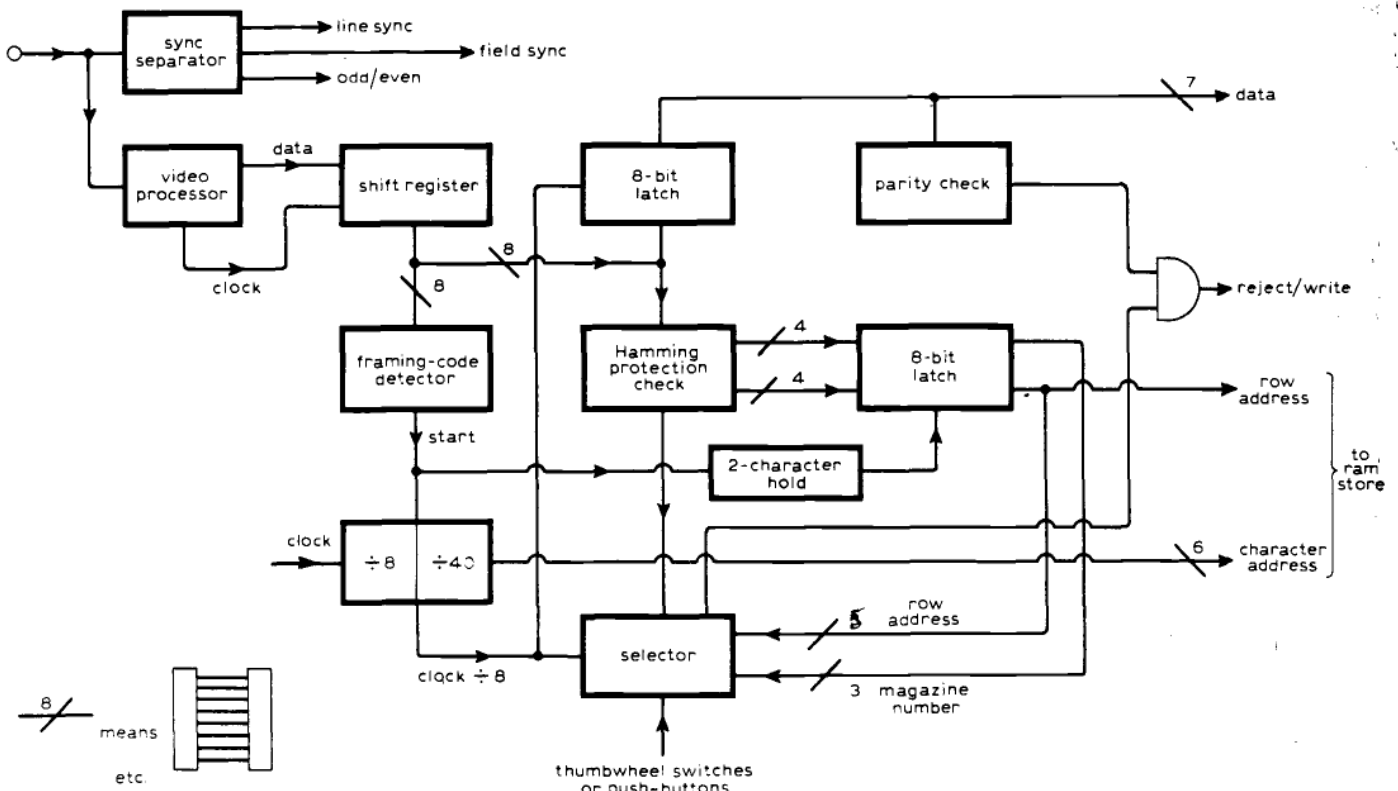 line sync
sync
separator
field sync
odd/even
7
data
data
video
processor
shift register
8-bit
latch
parity check
clock
8
8
reject/write
4
framing-code
detector
Hamming
protection
check
8-bit
latch
4
row
address
start
2-character
hold
to
ram
store
clock
÷8
÷40
6
character
address
5
row
address
selector
clock ÷8
3 magazine
number
8
means
etc.
thumbwheel switches
or push-buttons